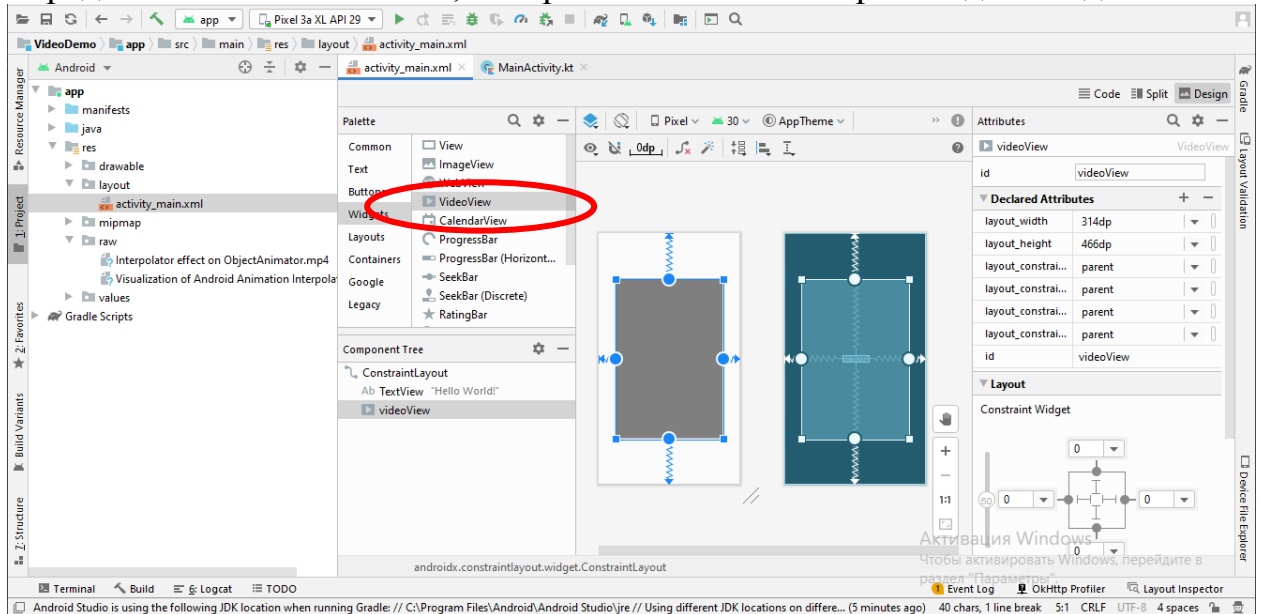 app
Pixel 3a XL API 29
VideoDemo
app
src
main
res
layout
activity_main.xml
Android
activity_main.xml
MainActivity.kt
Code
Split
Design
app
manifests
java
res
drawable
layout
activity_main.xml
mipmap
raw
Interpolator effect on ObjectAnimator.mp4
Visualization of Android Animation Interpola
values
Gradle Scripts
Resource Manager
1: Project
2: Favorites
Build Variants
7: Structure
Palette
Common
Text
Buttons
Widgets
Layouts
Containers
Google
Legacy
View
ImageView
WebView
VideoView
CalendarView
ProgressBar
ProgressBar (Horizont...
SeekBar
SeekBar (Discrete)
RatingBar
Component Tree
ConstraintLayout
Ab TextView "Hello World!"
videoView
Pixel
30
AppTheme
0dp
1:1
Attributes
videoView VideoView
id videoView
Declared Attributes
layout_width 314dp
layout_height 466dp
layout_constrai... parent
layout_constrai... parent
layout_constrai... parent
layout_constrai... parent
id videoView
Layout
Constraint Widget
0
50 0 0
0
Gradle
Layout Validation
Device File Explorer
Активация Windows
Чтобы активировать Windows, перейдите в
раздел "Параметры".
androidx.constraintlayout.widget.ConstraintLayout
Terminal
Build
6: Logcat
TODO
1 Event Log
OkHttp Profiler
Layout Inspector
Android Studio is using the following JDK location when running Gradle: // C:\Program Files\Android\Android Studio\jre // Using different JDK locations on differe... (5 minutes ago)
40 chars, 1 line break 5:1 CRLF UTF-8 4 spaces